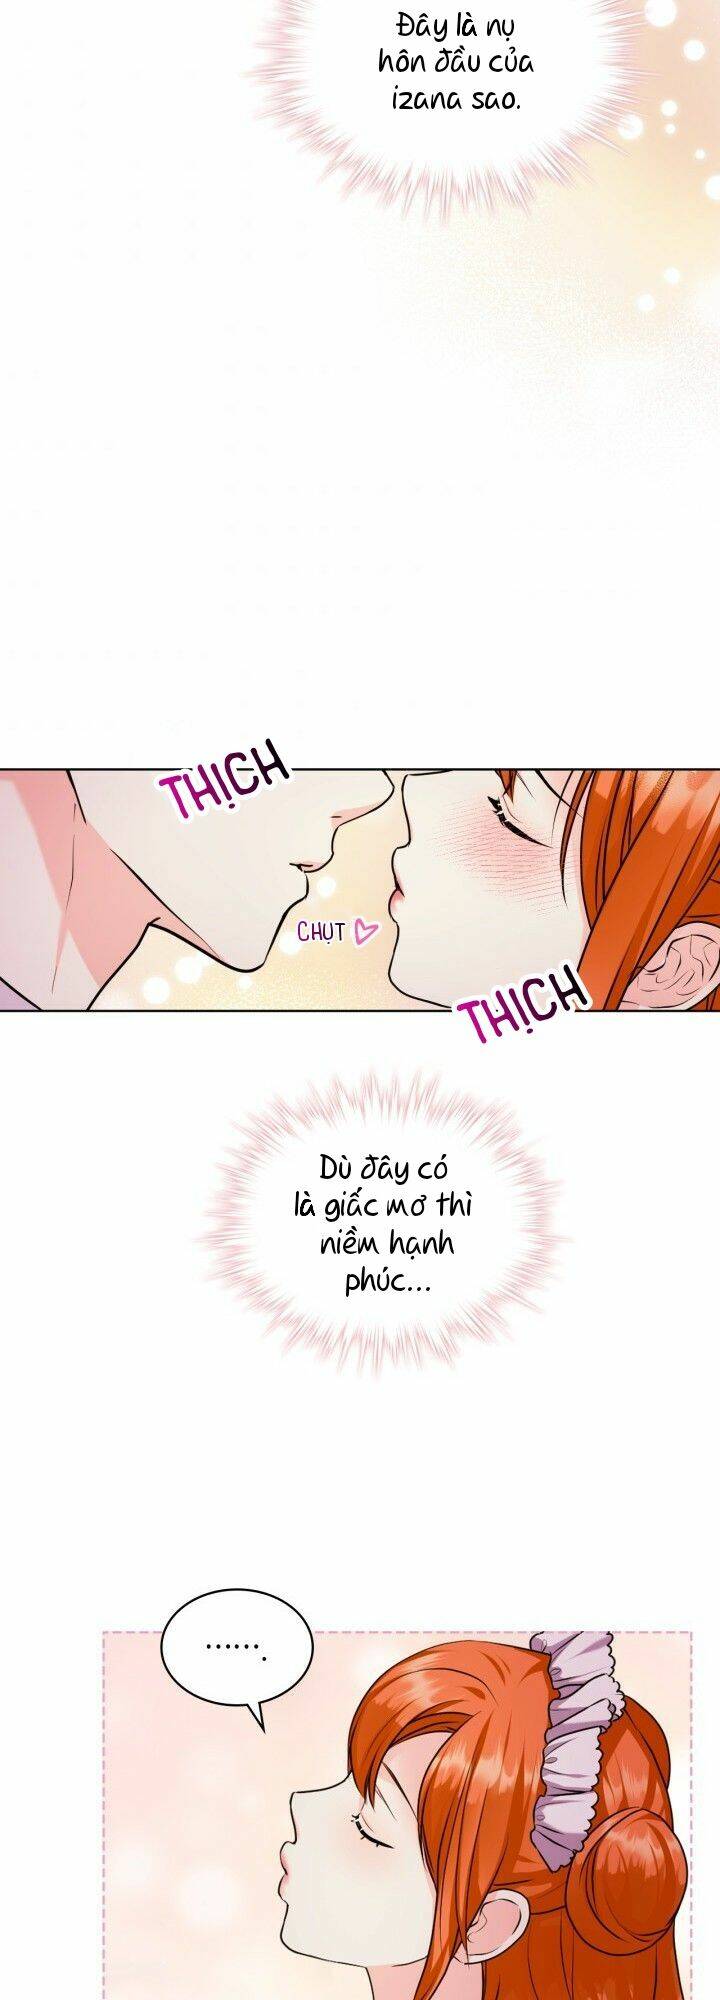 Đây là nụ
hôn đầu của
izana sao.
THỊCH
CHỤT
THỊCH
Dù đây có
là giấc mơ thì
niềm hạnh
phúc...
.......